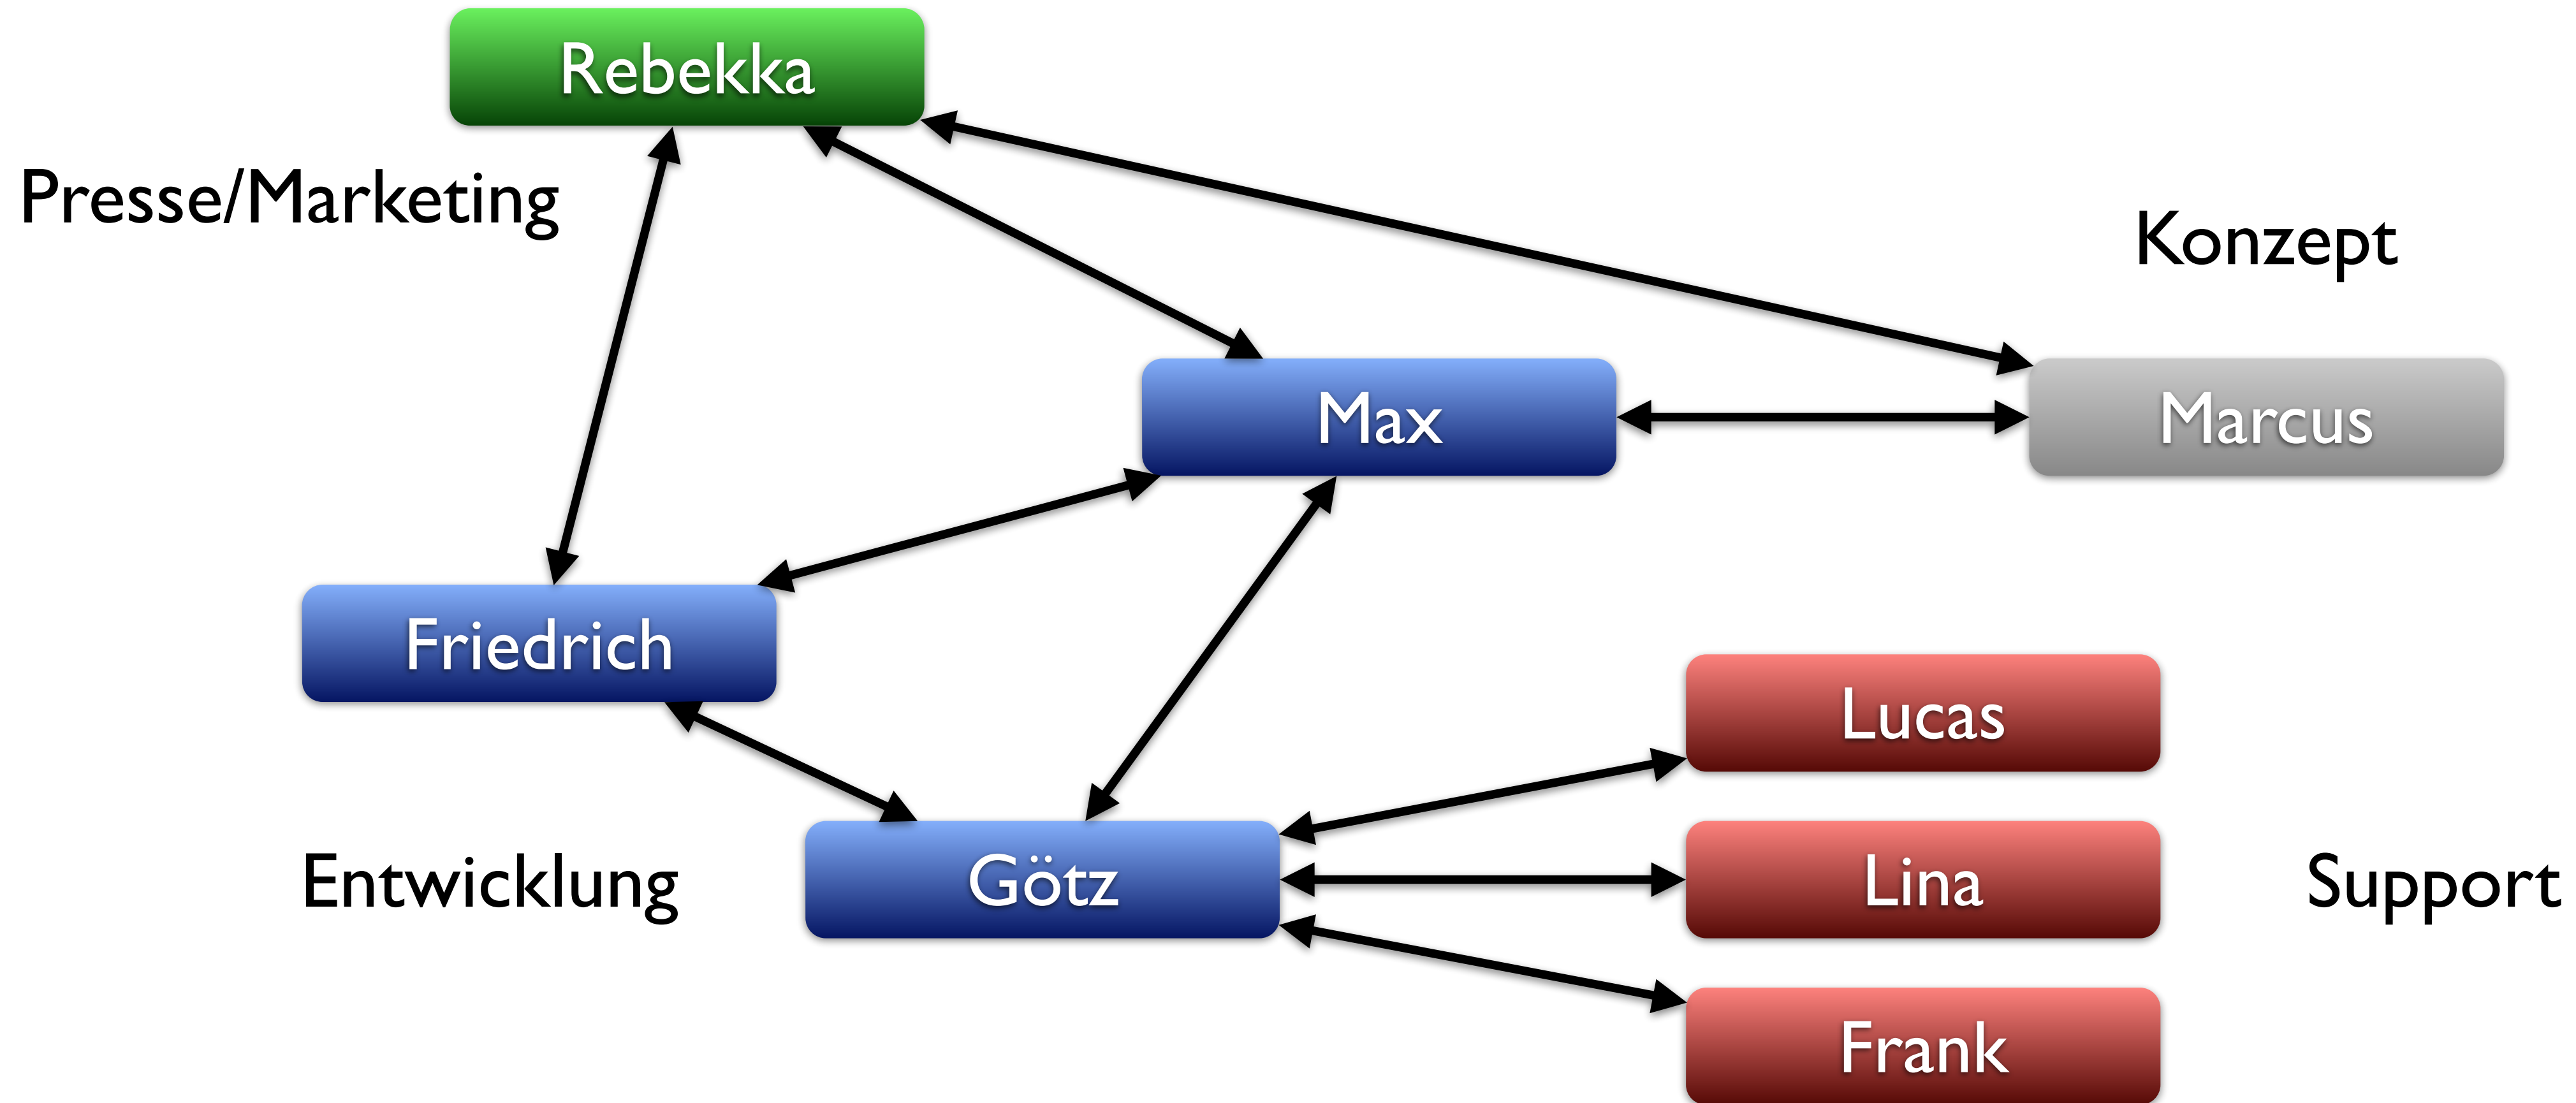 Rebekka
Presse/Marketing
Konzept
Max
Marcus
Friedrich
Lucas
Entwicklung
Götz
Lina
Support
Frank